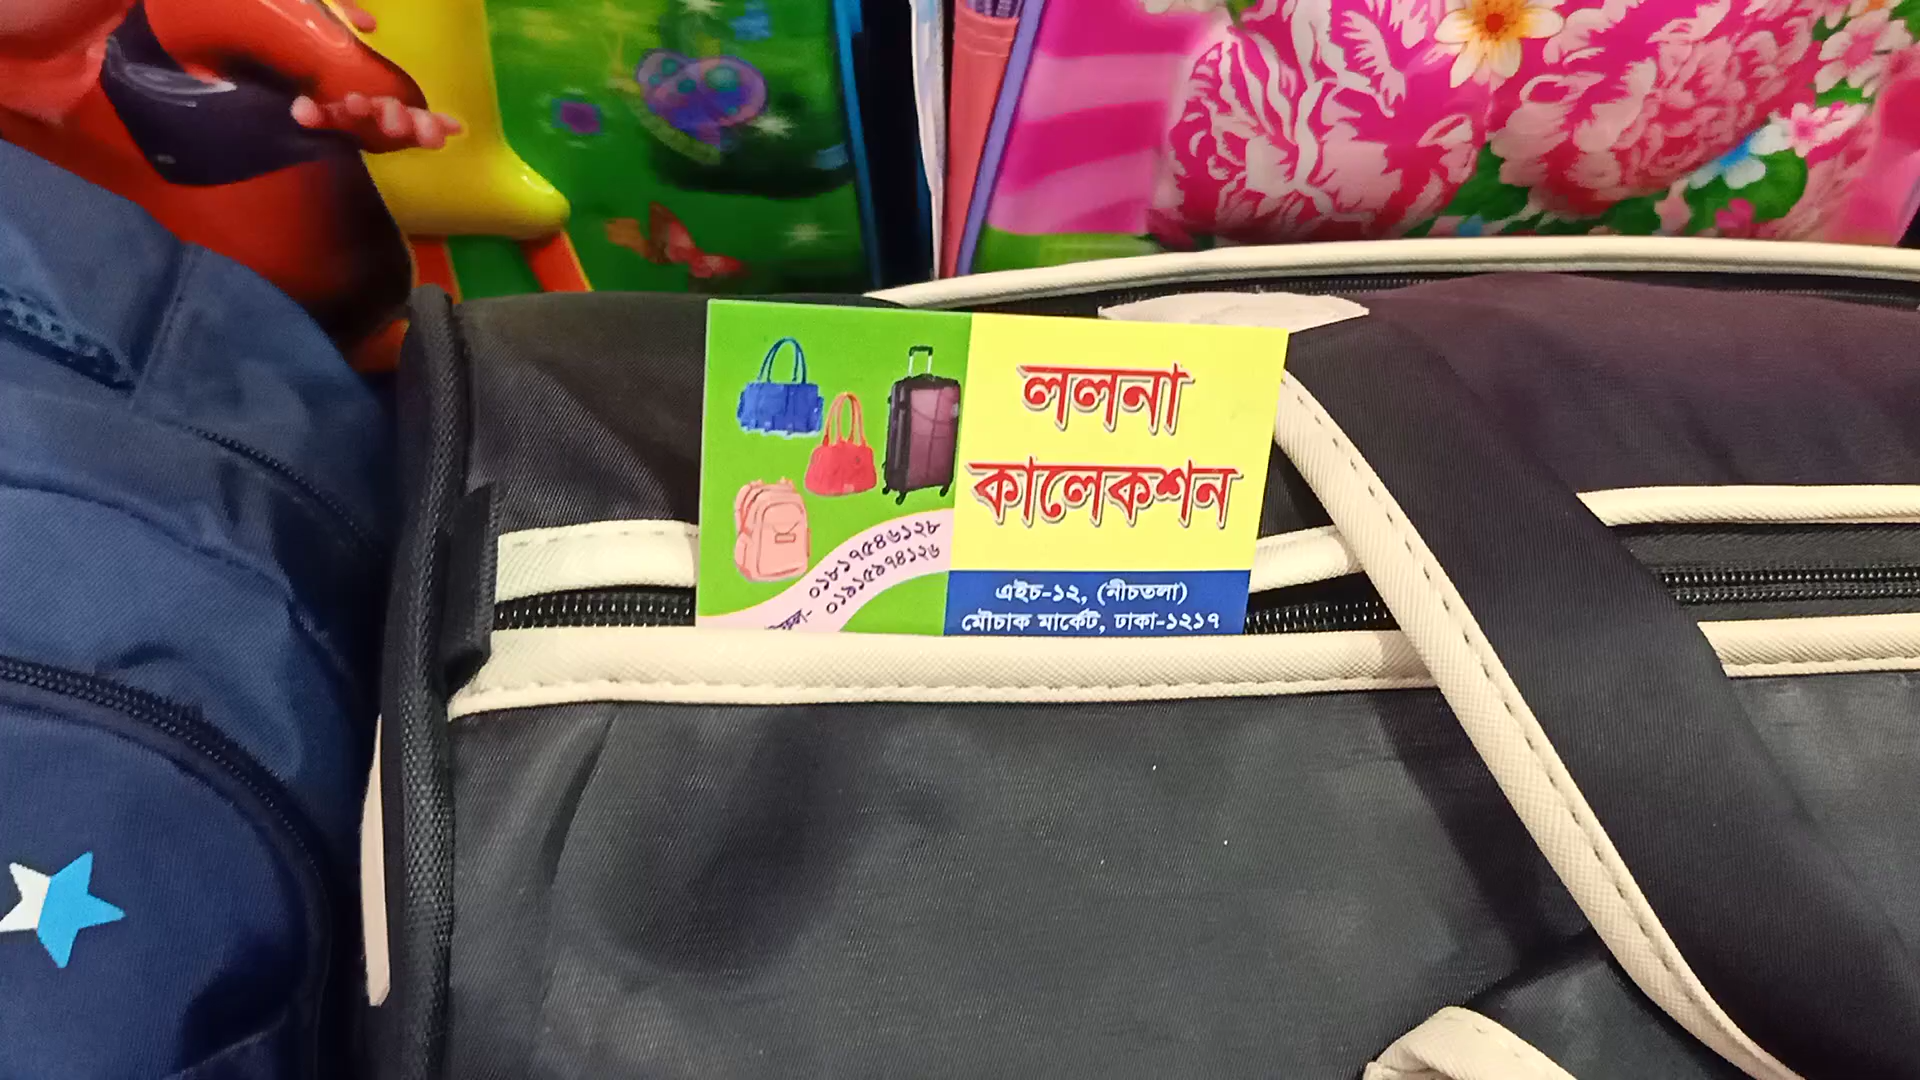 ললনা
কালেকশন
০১৮১৭৫৪৬১২৮
০১৯১৫৯৭৪১২৬
এইচ-১২, (নীচতলা)
মৌচাক মার্কেট, ঢাকা-১২১৭